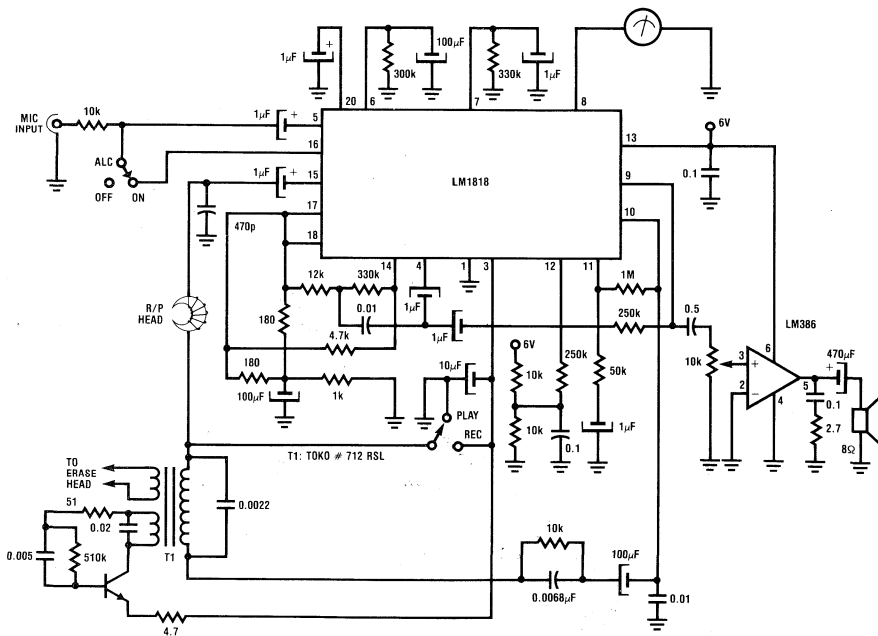 1μF
+
300k
100μF
330k
1μF
20
6
7
8
MIC
INPUT
10k
1μF
+
5
16
ALC
OFF
ON
1μF
+
15
LM1818
13
6V
0.1
9
10
470p
17
18
14
4
1
3
12
11
12k
330k
0.01
1μF
1M
R/P
HEAD
180
4.7k
1μF
250k
0.5
LM386
6V
10k
250k
50k
10k
3
+
2
−
6
4
5
470μF
+
180
100μF
1k
10μF
PLAY
REC
10k
0.1
1μF
0.1
2.7
8Ω
T1: TOKO # 712 RSL
TO
ERASE
HEAD
51
0.02
0.0022
0.005
510k
T1
10k
0.0068μF
100μF
0.01
4.7